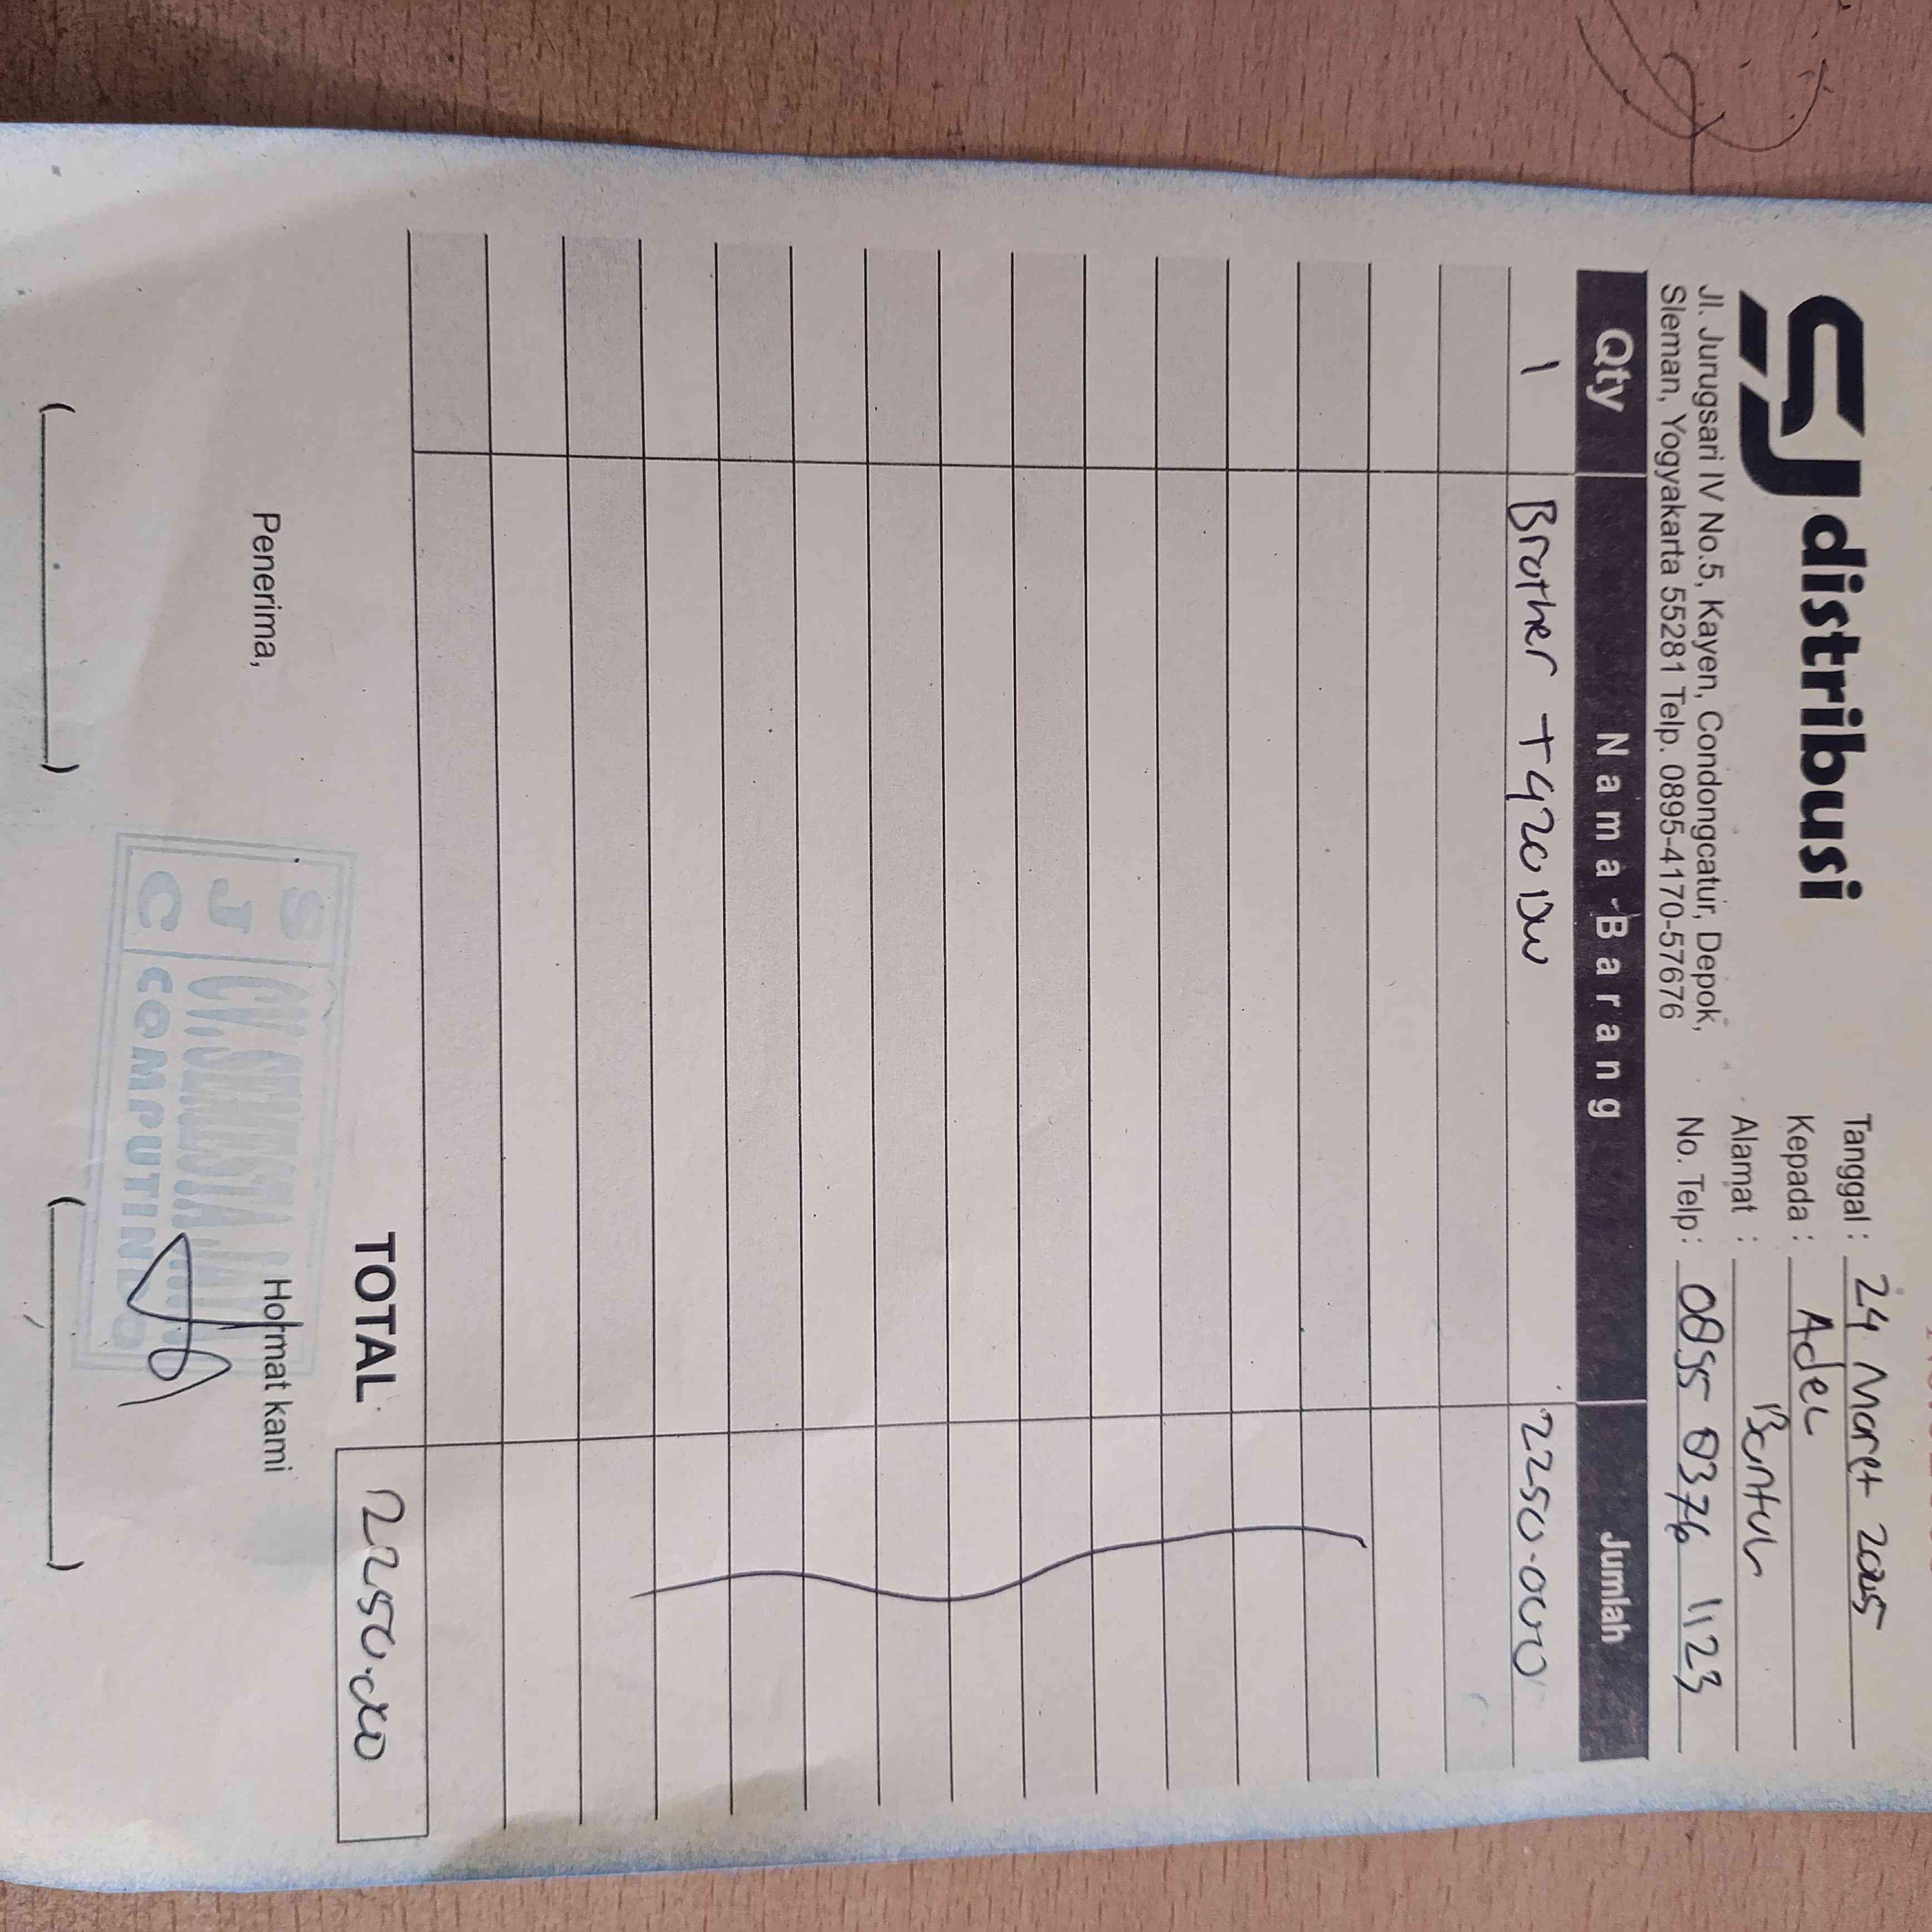 SJ distribusi
Jl. Jurugsari IV No.5, Kayen, Condongcatur, Depok,
Sleman, Yogyakarta 55281 Telp. 0895-4170-57676
Tanggal : 24 Maret 2025
Kepada : Adel
Alamat : Bantul
No. Telp : 0895 0376 1123
Qty Nama Barang Jumlah
1 Brother T420 DW 2250.000
TOTAL 2250.000
Penerima, Hormat kami
SJC
CV. SEMESTA JAYA
COMPUTINDO